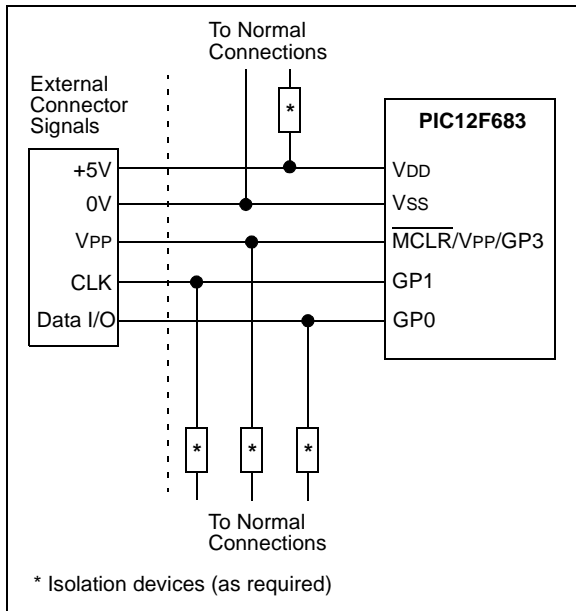 To Normal
Connections
External
Connector
Signals
*
PIC12F683
+5V
VDD
0V
VSS
VPP
MCLR/VPP/GP3
CLK
GP1
Data I/O
GP0
*
*
*
To Normal
Connections
* Isolation devices (as required)